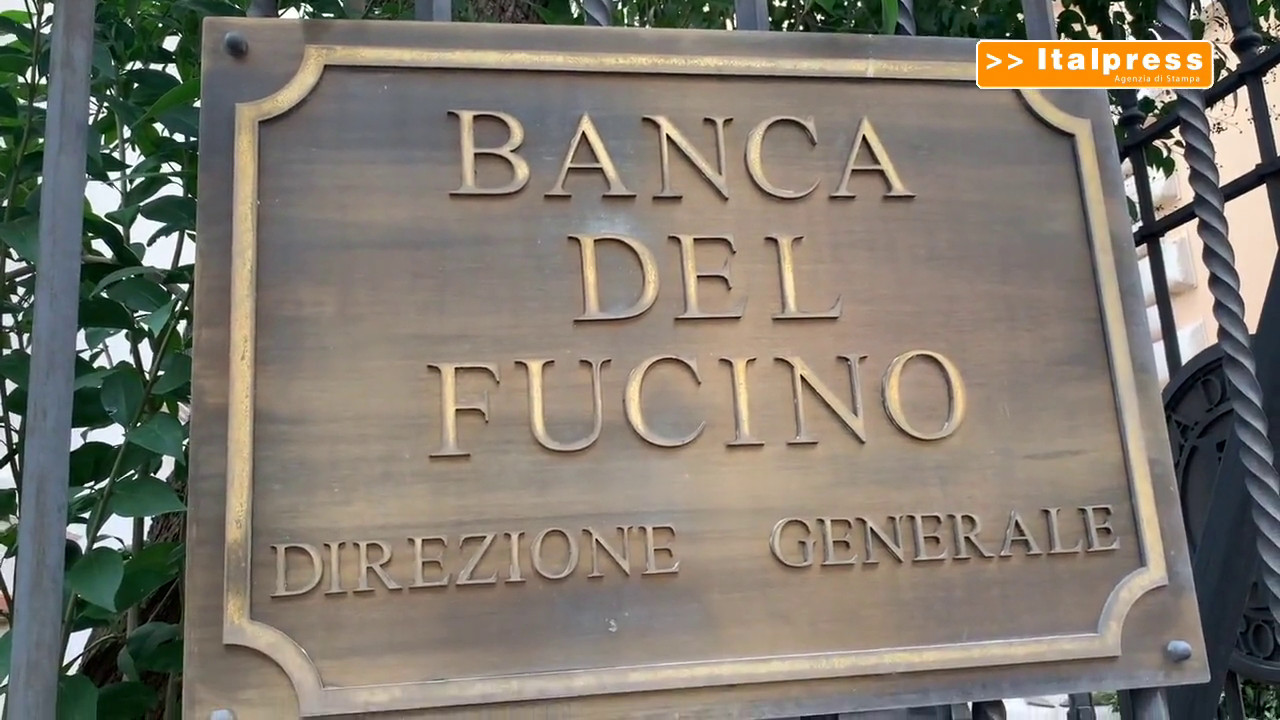 >> Italpress
Agenzia di Stampa
BANCA
DEL
FUCINO
DIREZIONE GENERALE